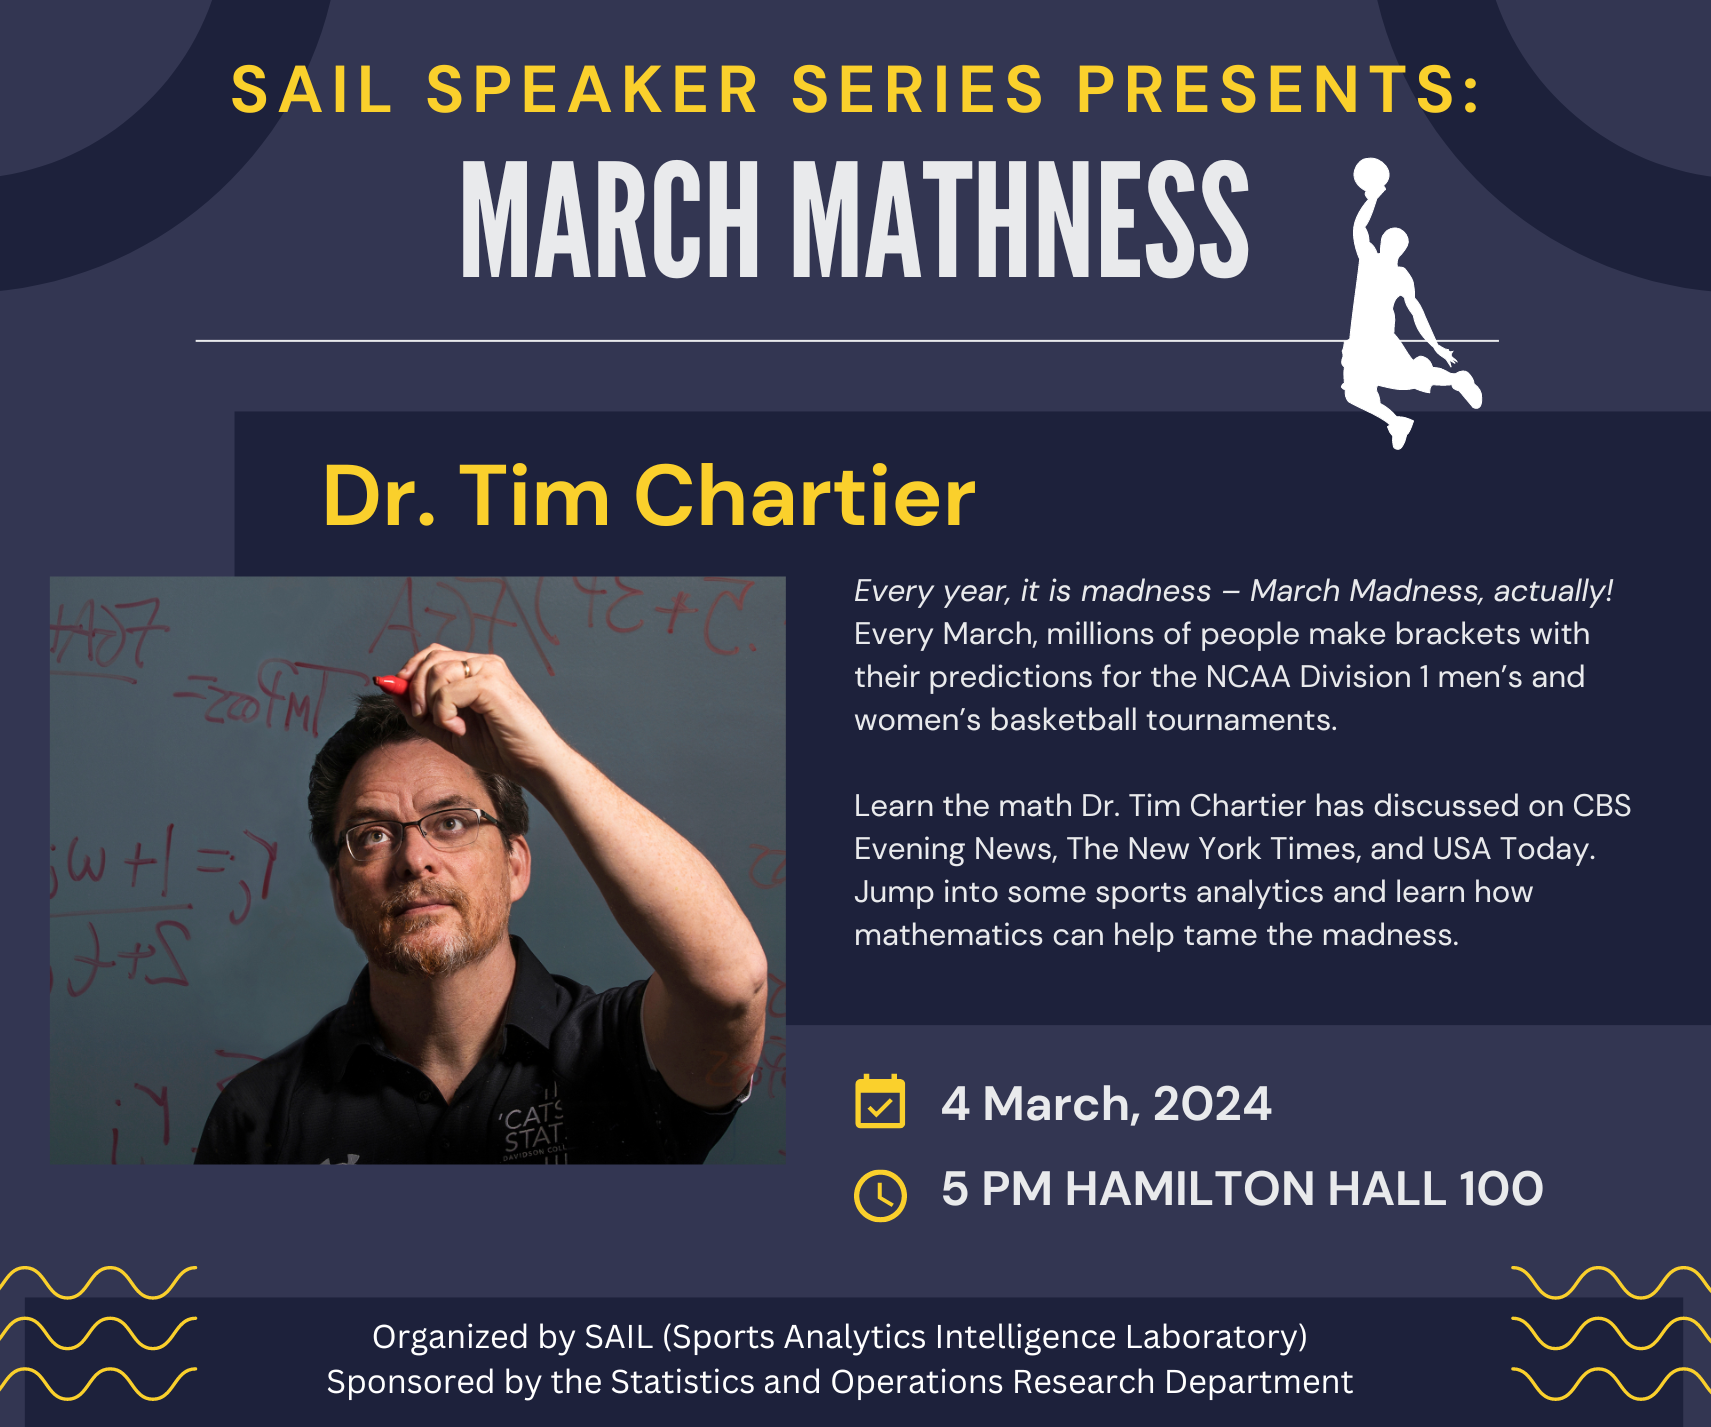 SAIL SPEAKER SERIES PRESENTS:
MARCH MATHNESS
Dr. Tim Chartier
Every year, it is madness – March Madness, actually!
Every March, millions of people make brackets with
their predictions for the NCAA Division 1 men’s and
women’s basketball tournaments.
Learn the math Dr. Tim Chartier has discussed on CBS
Evening News, The New York Times, and USA Today.
Jump into some sports analytics and learn how
mathematics can help tame the madness.
'CATS
STAT
DAVIDSON COLL
4 March, 2024
5 PM HAMILTON HALL 100
Organized by SAIL (Sports Analytics Intelligence Laboratory)
Sponsored by the Statistics and Operations Research Department